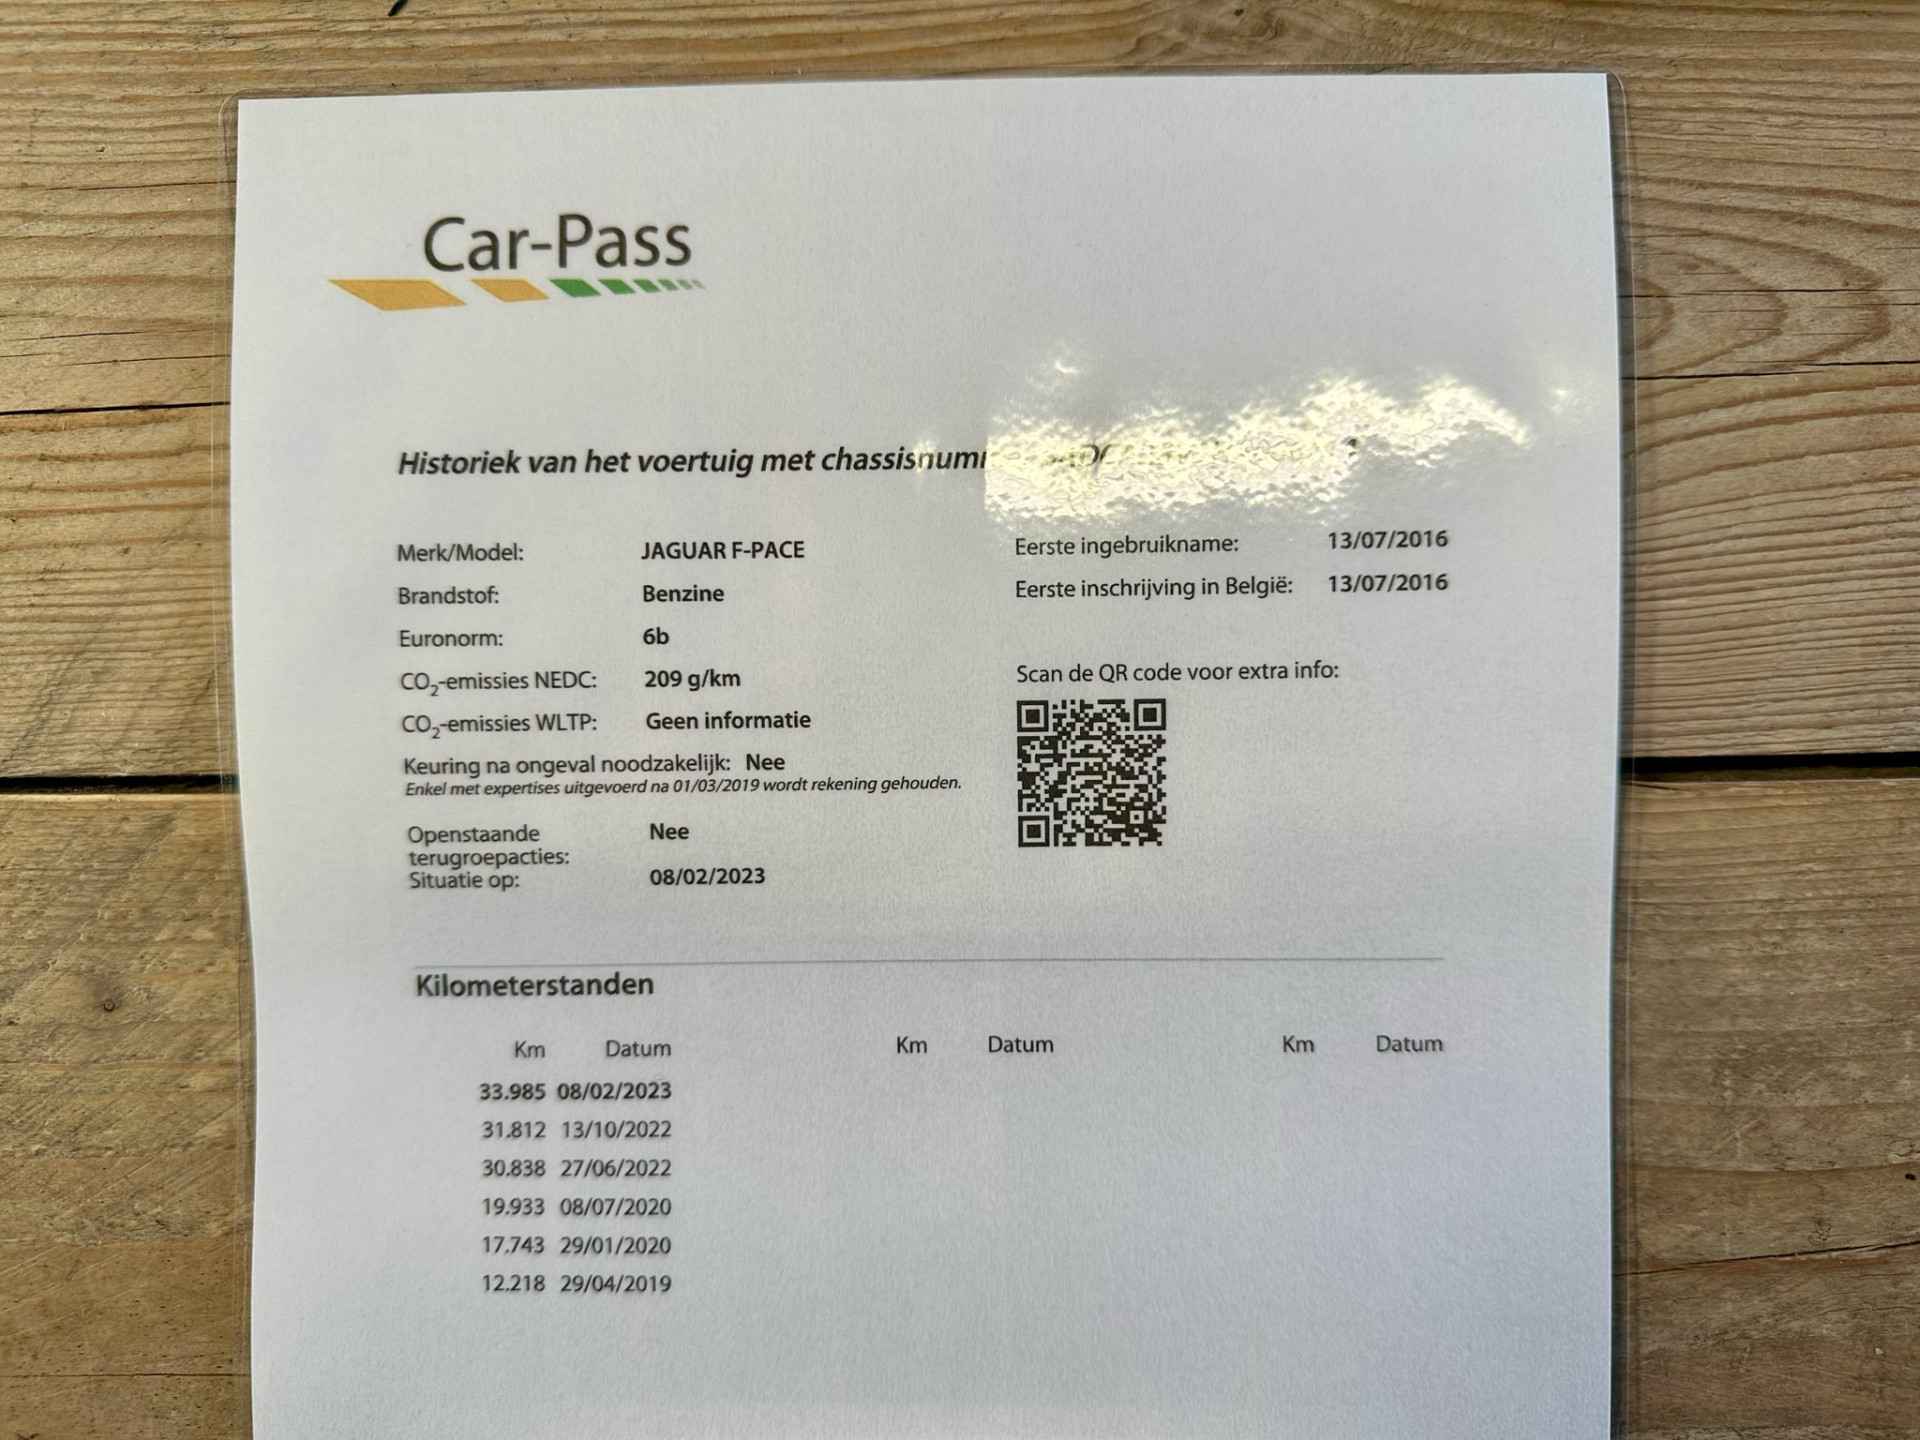 Car-Pass
Historiek van het voertuig met
Merk/Model: JAGUAR F-PACE
Eerste ingebruikname: 13/07/2016
Brandstof: Benzine
Eerste inschrijving in België: 13/07/2016
Euronorm: 6b
CO₂-emissies NEDC: 209 g/km
Scan de QR code voor extra info:
CO₂-emissies WLTP: Geen informatie
Keuring na ongeval noodzakelijk: Nee
Enkel met expertises uitgevoerd na 01/03/2019 wordt rekening gehouden.
Openstaande Nee
terugroepacties:
Situatie op: 08/02/2023
Kilometerstanden
Km Datum Km Datum Km Datum
33.985 08/02/2023
31.812 13/10/2022
30.838 27/06/2022
19.933 08/07/2020
17.743 29/01/2020
12.218 29/04/2019